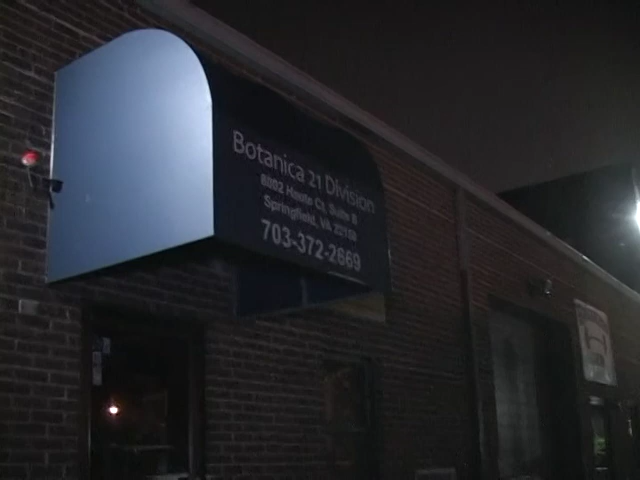 Botanica 21 Division
8002 Haute Ct, Suite B
Springfield, VA 22150
703-372-2669